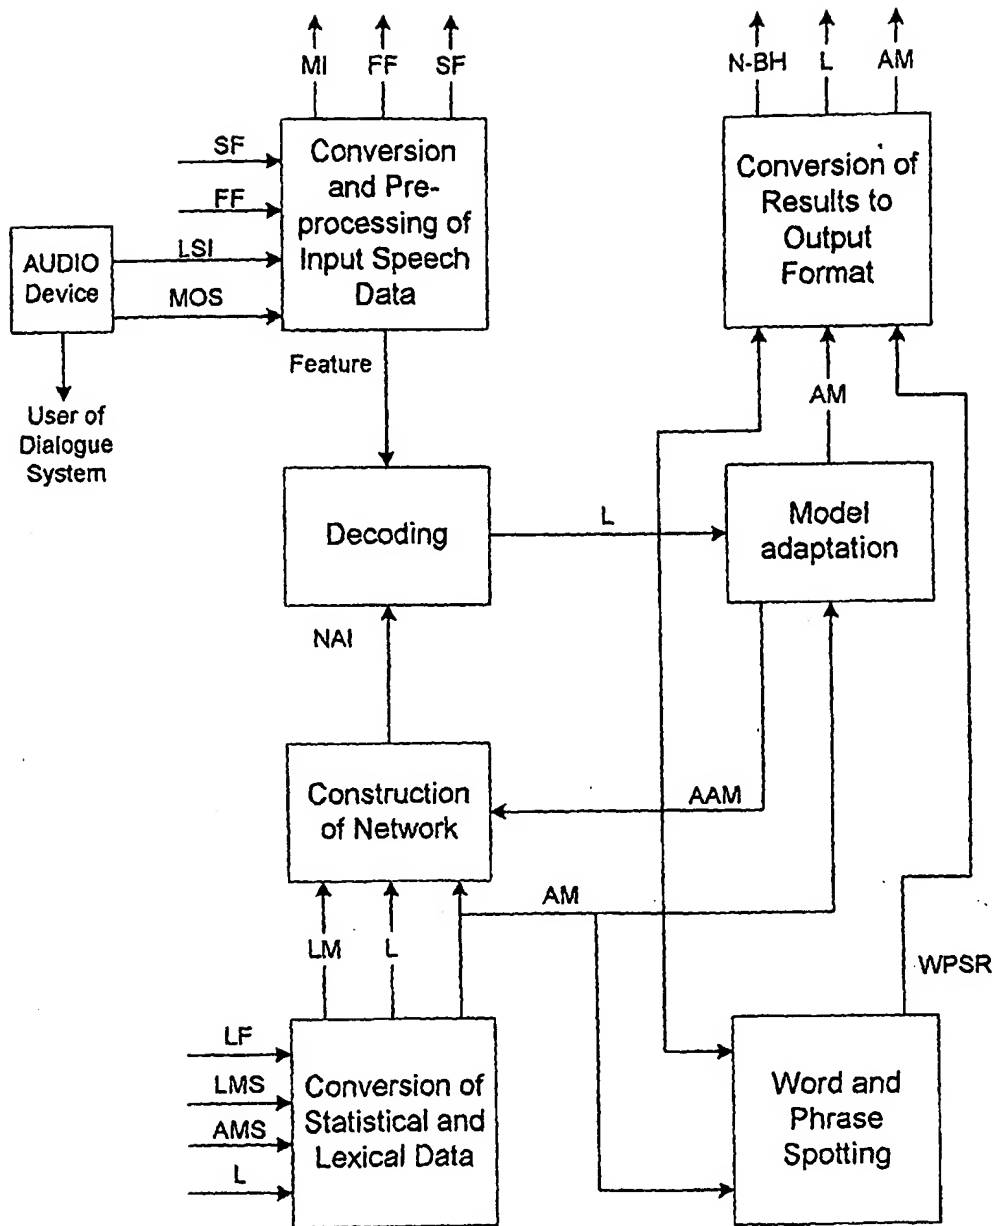 MI
FF
SF
N-BH
L
AM
SF
FF
LSI
MOS
AUDIO
Device
Conversion
and Pre-
processing of
Input Speech
Data
Conversion of
Results to
Output
Format
Feature
User of
Dialogue
System
AM
Decoding
L
Model
adaptation
NAI
Construction
of Network
AAM
LM
L
AM
WPSR
LF
LMS
AMS
L
Conversion of
Statistical and
Lexical Data
Word and
Phrase
Spotting